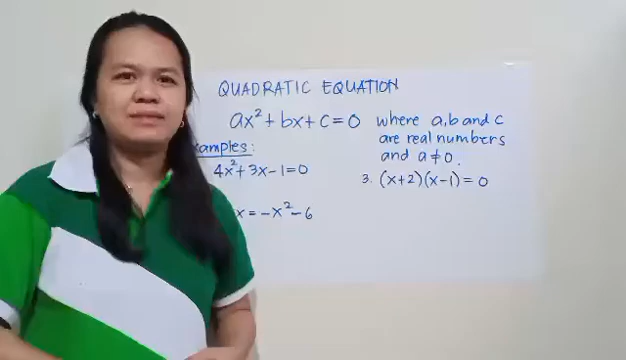 QUADRATIC EQUATION
ax²+bx+c=0
where a,b and c
are real numbers
and a≠0.
4x²+3x-1=0
x = -x²-6
3. (x+2)(x-1)=0